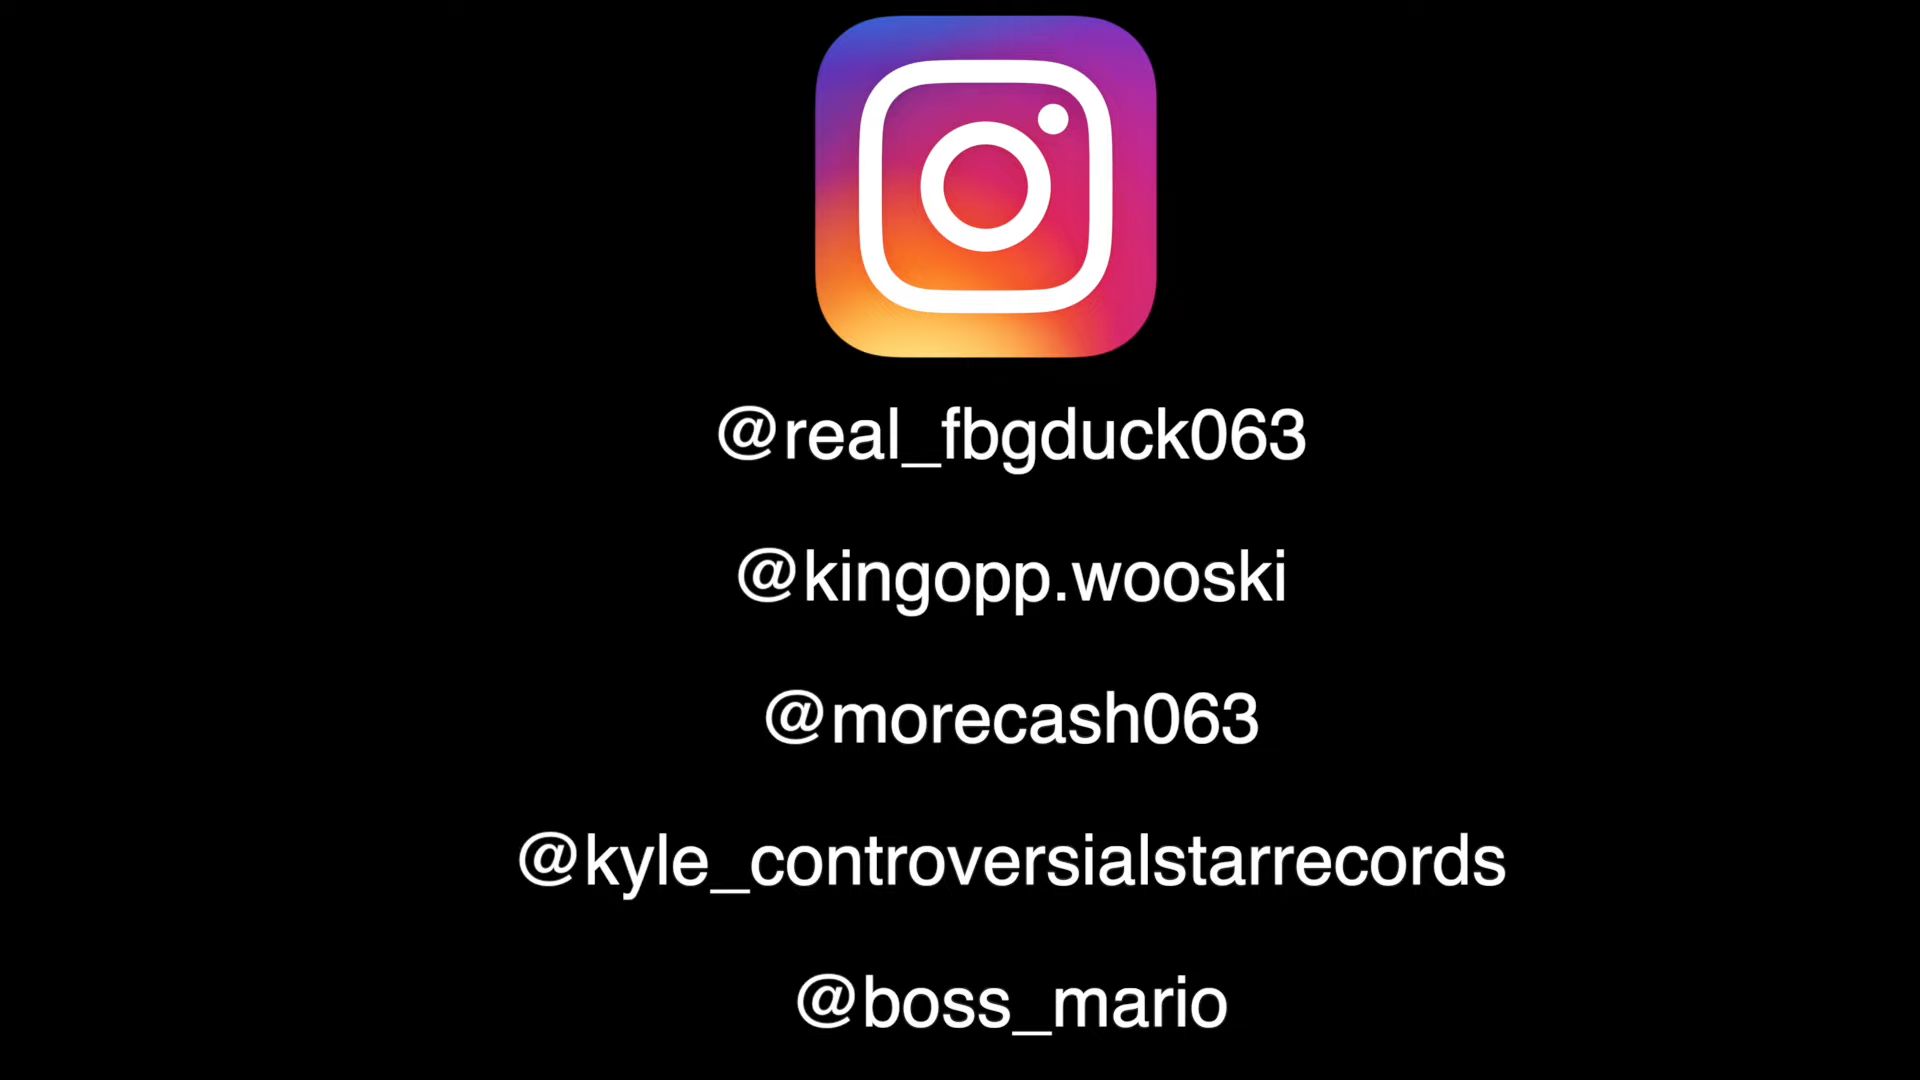 @real_fbgduck063
@kingopp.wooski
@morecash063
@kyle_controversialstarrecords
@boss_mario